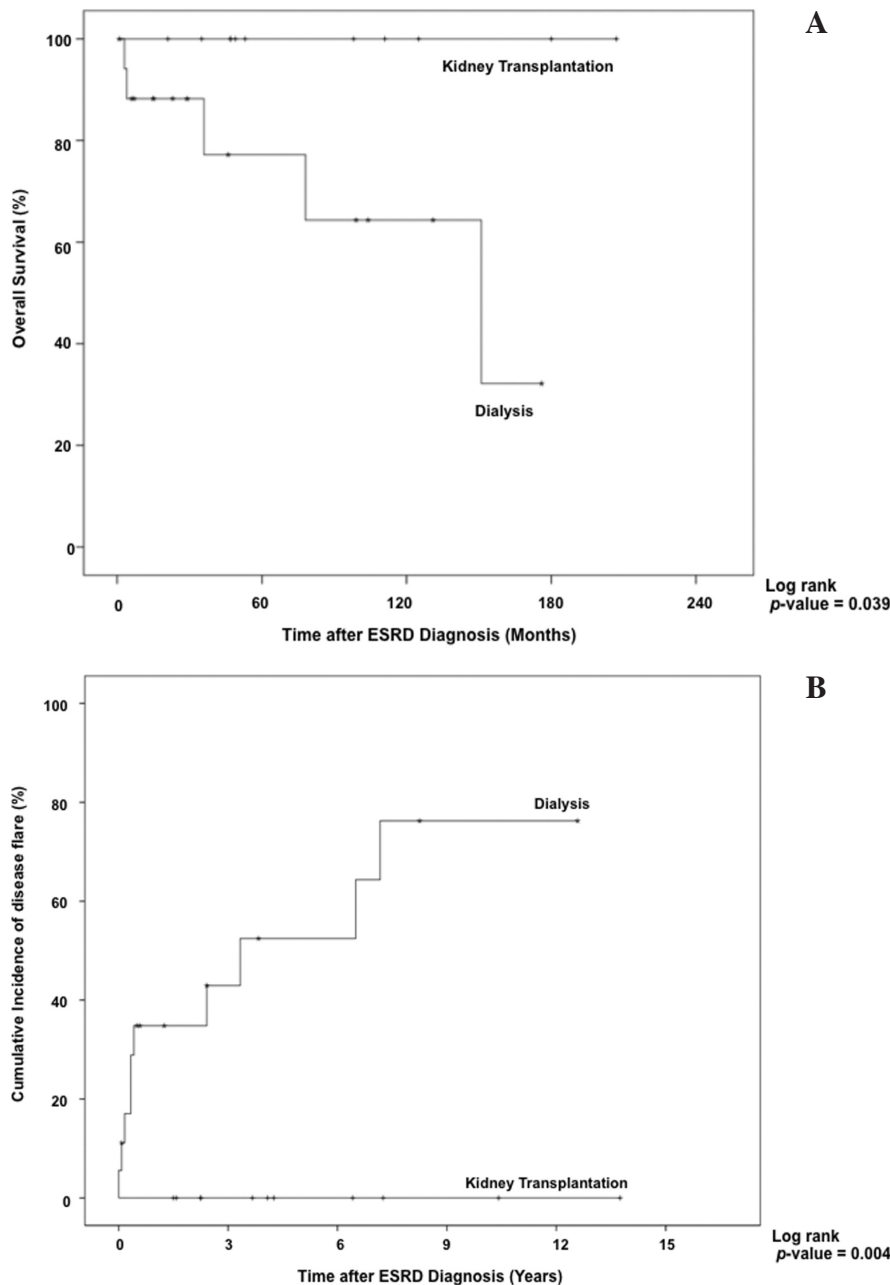 A
100
Kidney Transplantation
80
60
40
Dialysis
20
0
Overall Survival (%)
0 60 120 180 240
Time after ESRD Diagnosis (Months)
Log rank
p-value = 0.039
B
100
80
Dialysis
60
40
20
Kidney Transplantation
0
Cumulative Incidence of disease flare (%)
0 3 6 9 12 15
Time after ESRD Diagnosis (Years)
Log rank
p-value = 0.004